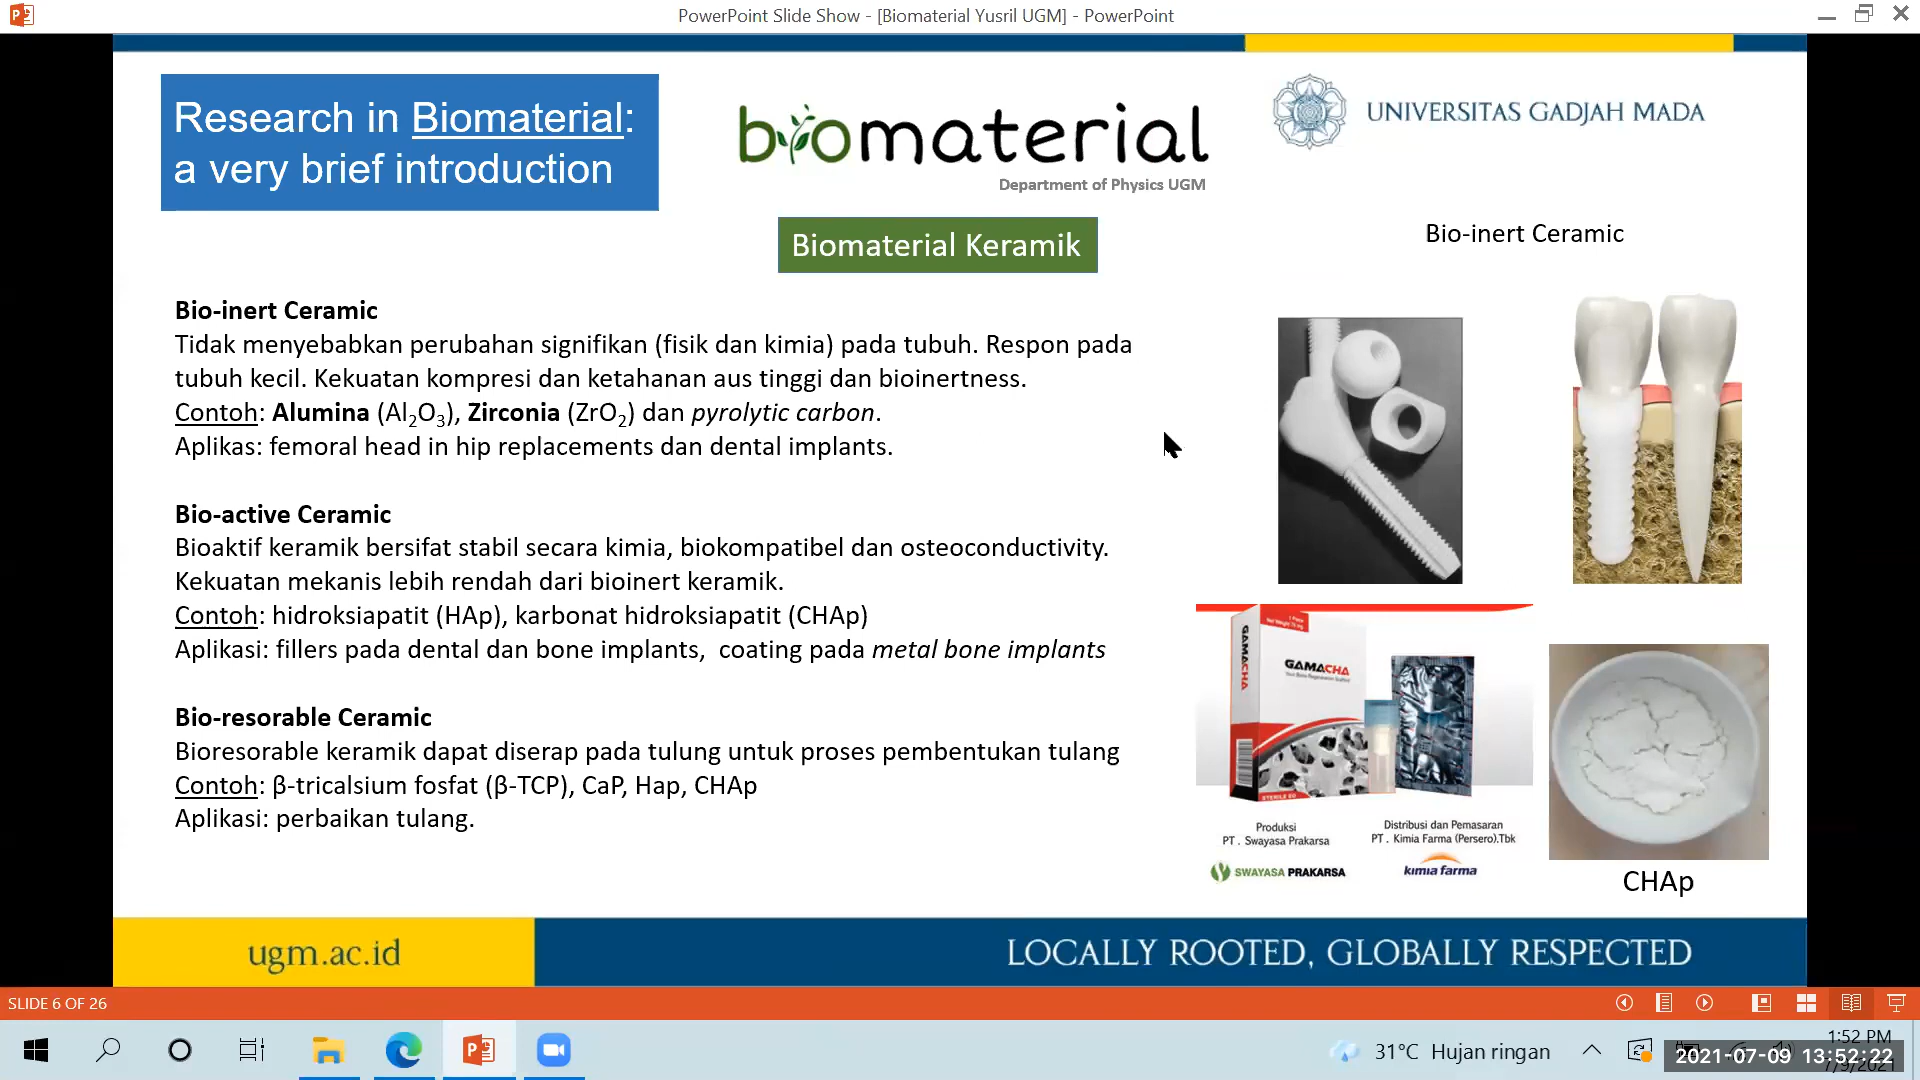 PowerPoint Slide Show - [Biomaterial Yusril UGM] - PowerPoint
Research in Biomaterial:
a very brief introduction
biomaterial
Department of Physics UGM
UNIVERSITAS GADJAH MADA
Biomaterial Keramik
Bio-inert Ceramic
Bio-inert Ceramic
Tidak menyebabkan perubahan signifikan (fisik dan kimia) pada tubuh. Respon pada
tubuh kecil. Kekuatan kompresi dan ketahanan aus tinggi dan bioinertness.
Contoh: Alumina (Al₂O₃), Zirconia (ZrO₂) dan pyrolytic carbon.
Aplikas: femoral head in hip replacements dan dental implants.
Bio-active Ceramic
Bioaktif keramik bersifat stabil secara kimia, biokompatibel dan osteoconductivity.
Kekuatan mekanis lebih rendah dari bioinert keramik.
Contoh: hidroksiapatit (HAp), karbonat hidroksiapatit (CHAp)
Aplikasi: fillers pada dental dan bone implants,  coating pada metal bone implants
Bio-resorable Ceramic
Bioresorable keramik dapat diserap pada tulung untuk proses pembentukan tulang
Contoh: β-tricalsium fosfat (β-TCP), CaP, Hap, CHAp
Aplikasi: perbaikan tulang.
GAMACHA
GAMACHA
STERILE EO
Produksi
PT . Swayasa Prakarsa
SWAYASA PRAKARSA
Distribusi dan Pemasaran
PT . Kimia Farma (Persero).Tbk
kimia farma
CHAp
ugm.ac.id
LOCALLY ROOTED, GLOBALLY RESPECTED
SLIDE 6 OF 26
31°C Hujan ringan
1:52 PM
2021-07-09 13:52:22